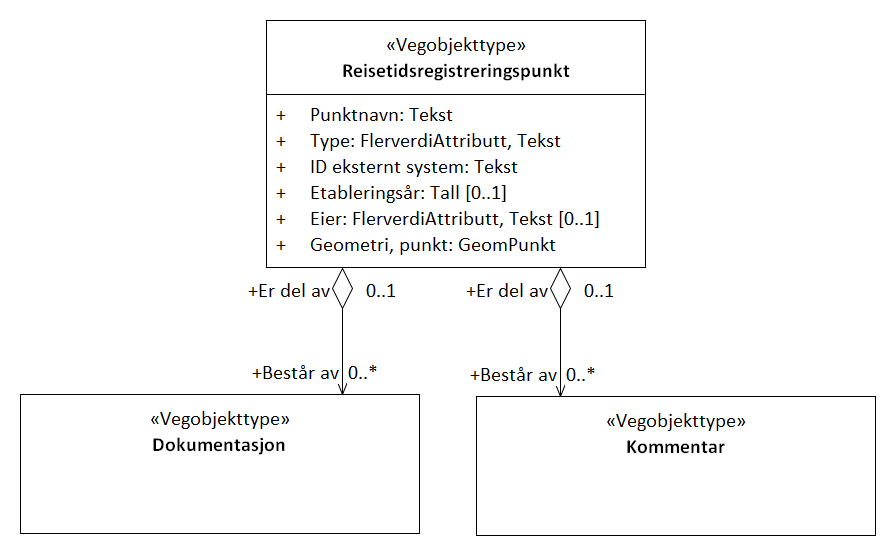 «Vegobjekttype»
Reisetidsregistreringspunkt
+ Punktnavn: Tekst
+ Type: FlerverdiAttributt, Tekst
+ ID eksternt system: Tekst
+ Etableringsår: Tall [0..1]
+ Eier: FlerverdiAttributt, Tekst [0..1]
+ Geometri, punkt: GeomPunkt
+Er del av 0..1
+Er del av 0..1
+Består av 0..*
+Består av 0..*
«Vegobjekttype»
Dokumentasjon
«Vegobjekttype»
Kommentar